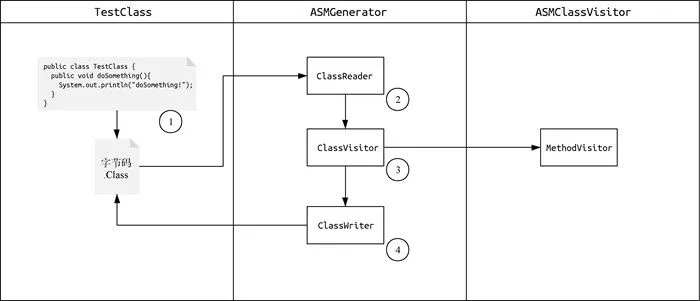 TestClass
ASMGenerator
ASMClassVisitor
public class TestClass {
public void doSomething(){
System.out.println("doSomething!");
}
}
1
字节码
.Class
ClassReader
2
ClassVisitor
3
MethodVisitor
ClassWriter
4